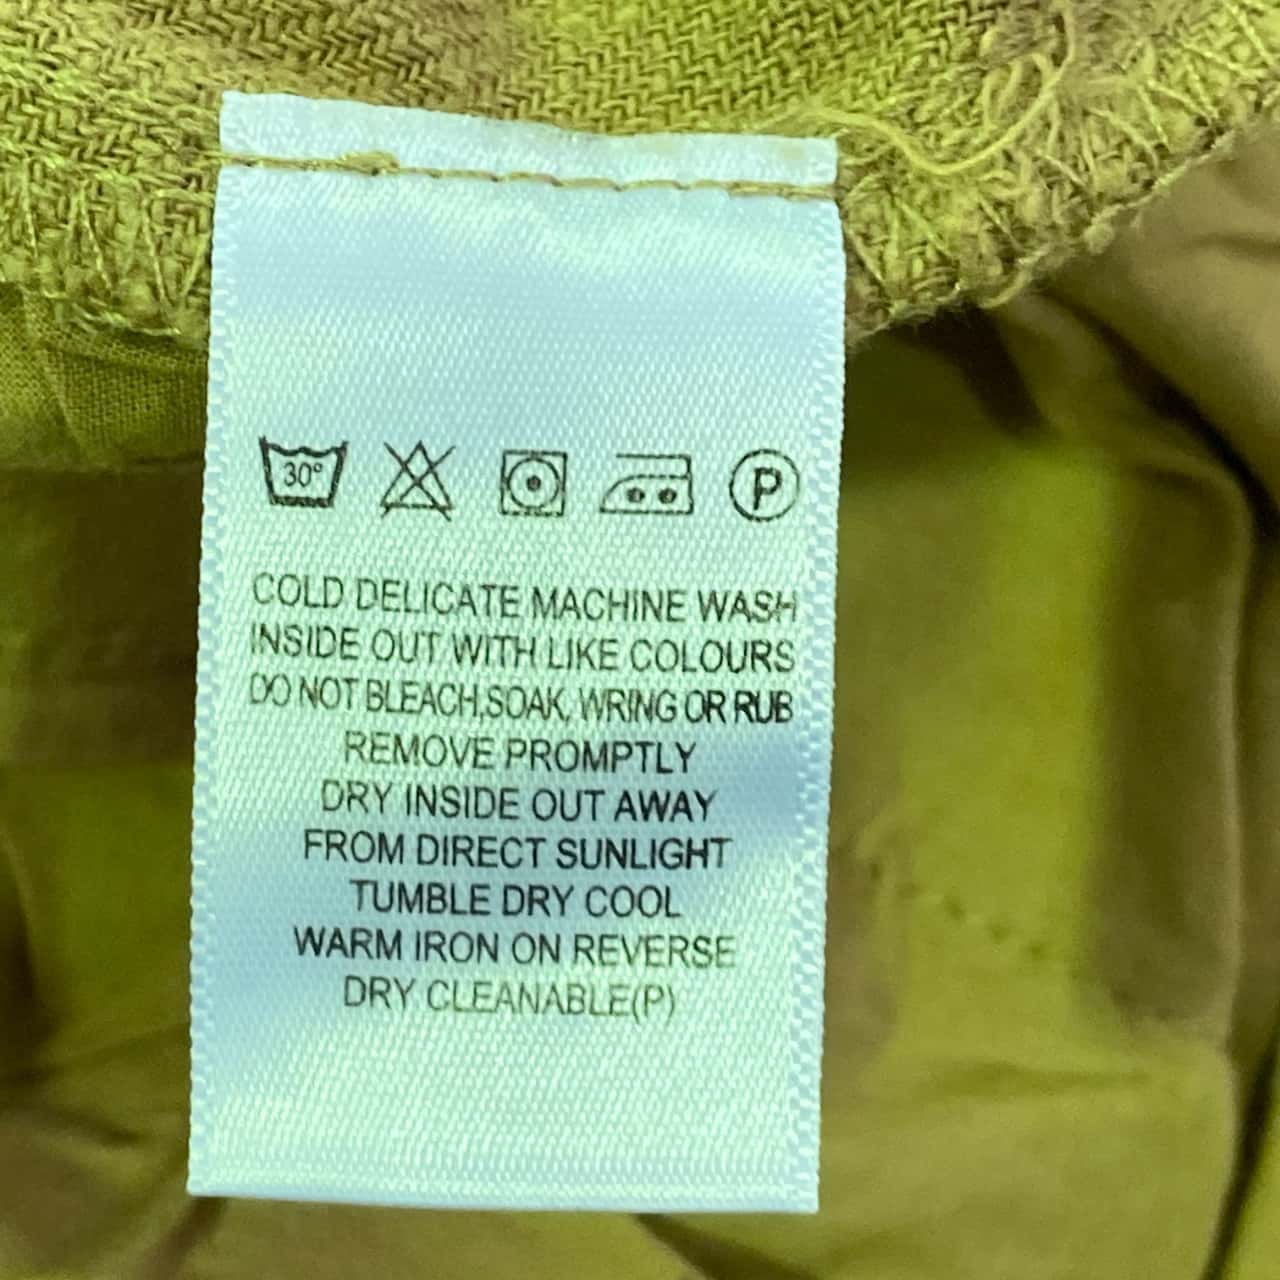 30°
P
COLD DELICATE MACHINE WASH
INSIDE OUT WITH LIKE COLOURS
DO NOT BLEACH,SOAK, WRING OR RUB
REMOVE PROMPTLY
DRY INSIDE OUT AWAY
FROM DIRECT SUNLIGHT
TUMBLE DRY COOL
WARM IRON ON REVERSE
DRY CLEANABLE(P)